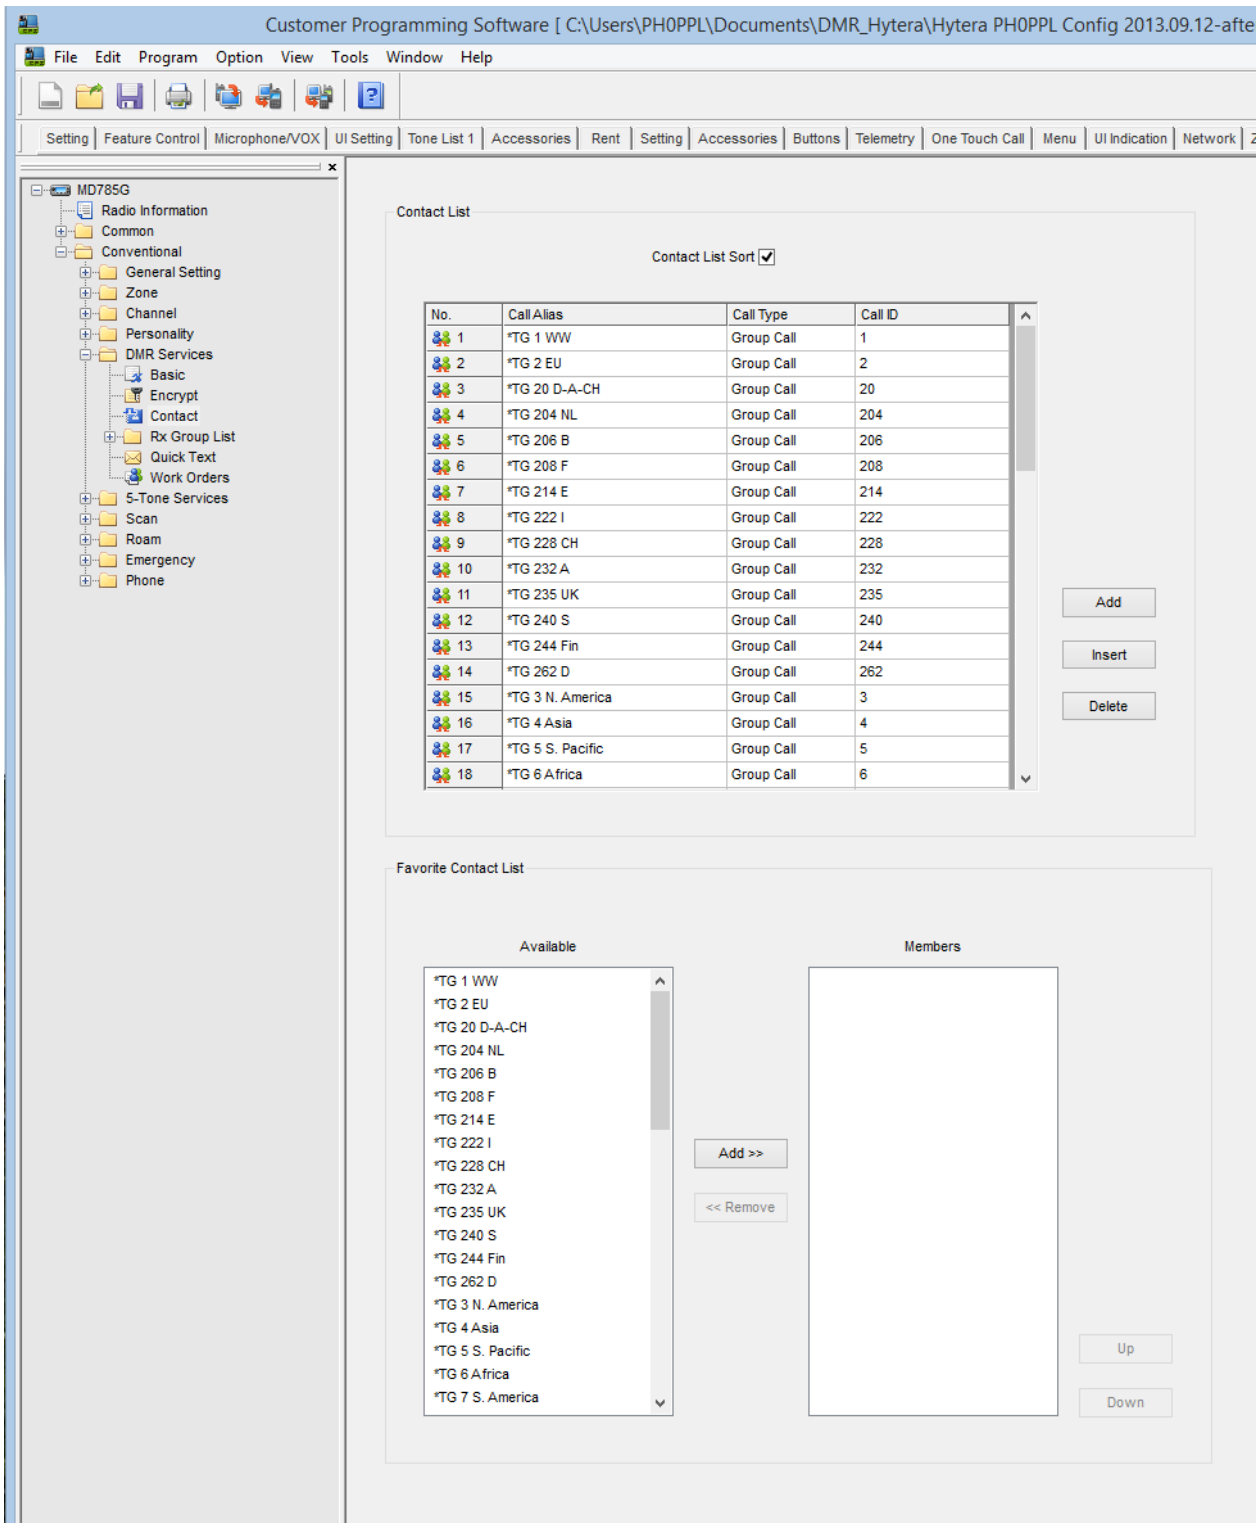 Customer Programming Software [ C:\Users\PH0PPL\Documents\DMR_Hytera\Hytera PH0PPL Config 2013.09.12-afte
File Edit Program Option View Tools Window Help
Setting Feature Control Microphone/VOX UI Setting Tone List 1 Accessories Rent Setting Accessories Buttons Telemetry One Touch Call Menu UI Indication Network Z
MD785G
Radio Information
Common
Conventional
General Setting
Zone
Channel
Personality
DMR Services
Basic
Encrypt
Contact
Rx Group List
Quick Text
Work Orders
5-Tone Services
Scan
Roam
Emergency
Phone
Contact List
Contact List Sort
No. Call Alias Call Type Call ID
1 *TG 1 WW Group Call 1
2 *TG 2 EU Group Call 2
3 *TG 20 D-A-CH Group Call 20
4 *TG 204 NL Group Call 204
5 *TG 206 B Group Call 206
6 *TG 208 F Group Call 208
7 *TG 214 E Group Call 214
8 *TG 222 I Group Call 222
9 *TG 228 CH Group Call 228
10 *TG 232 A Group Call 232
11 *TG 235 UK Group Call 235
12 *TG 240 S Group Call 240
13 *TG 244 Fin Group Call 244
14 *TG 262 D Group Call 262
15 *TG 3 N. America Group Call 3
16 *TG 4 Asia Group Call 4
17 *TG 5 S. Pacific Group Call 5
18 *TG 6 Africa Group Call 6
Add
Insert
Delete
Favorite Contact List
Available
*TG 1 WW
*TG 2 EU
*TG 20 D-A-CH
*TG 204 NL
*TG 206 B
*TG 208 F
*TG 214 E
*TG 222 I
*TG 228 CH
*TG 232 A
*TG 235 UK
*TG 240 S
*TG 244 Fin
*TG 262 D
*TG 3 N. America
*TG 4 Asia
*TG 5 S. Pacific
*TG 6 Africa
*TG 7 S. America
Add >>
<< Remove
Members
Up
Down